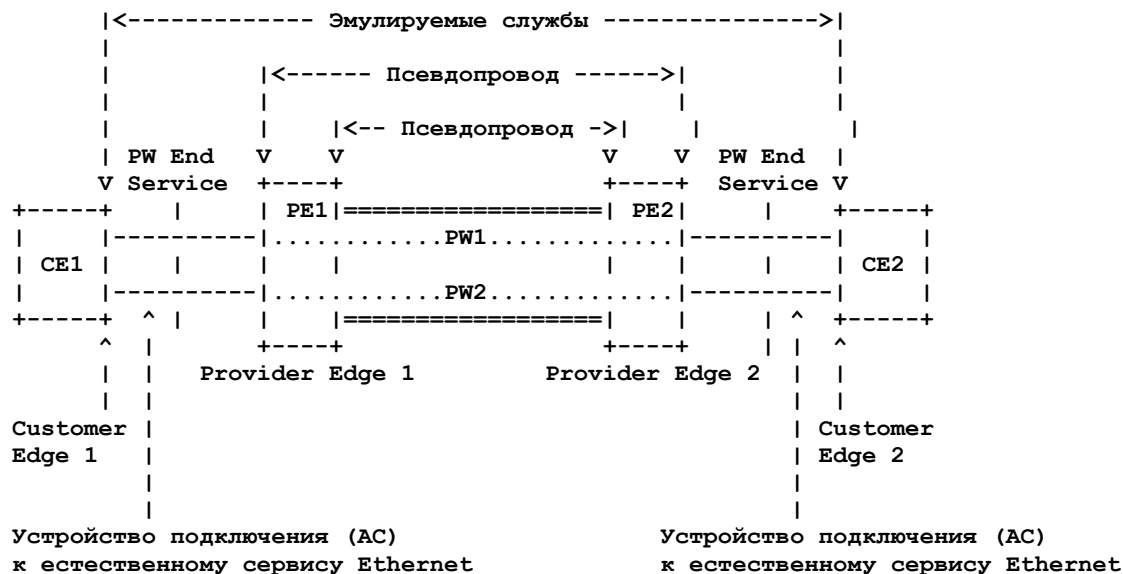 |<-------------- Эмулируемые службы --------------->|
|<------ Псевдопровод ------>|
|<-- Псевдопровод ->|
PW End V V V V PW End
V Service Service V
PE1 PE2
PW1
CE1 CE2
PW2
Provider Edge 1 Provider Edge 2
Customer Customer
Edge 1 Edge 2
Устройство подключения (AC) Устройство подключения (AC)
к естественному сервису Ethernet к естественному сервису Ethernet